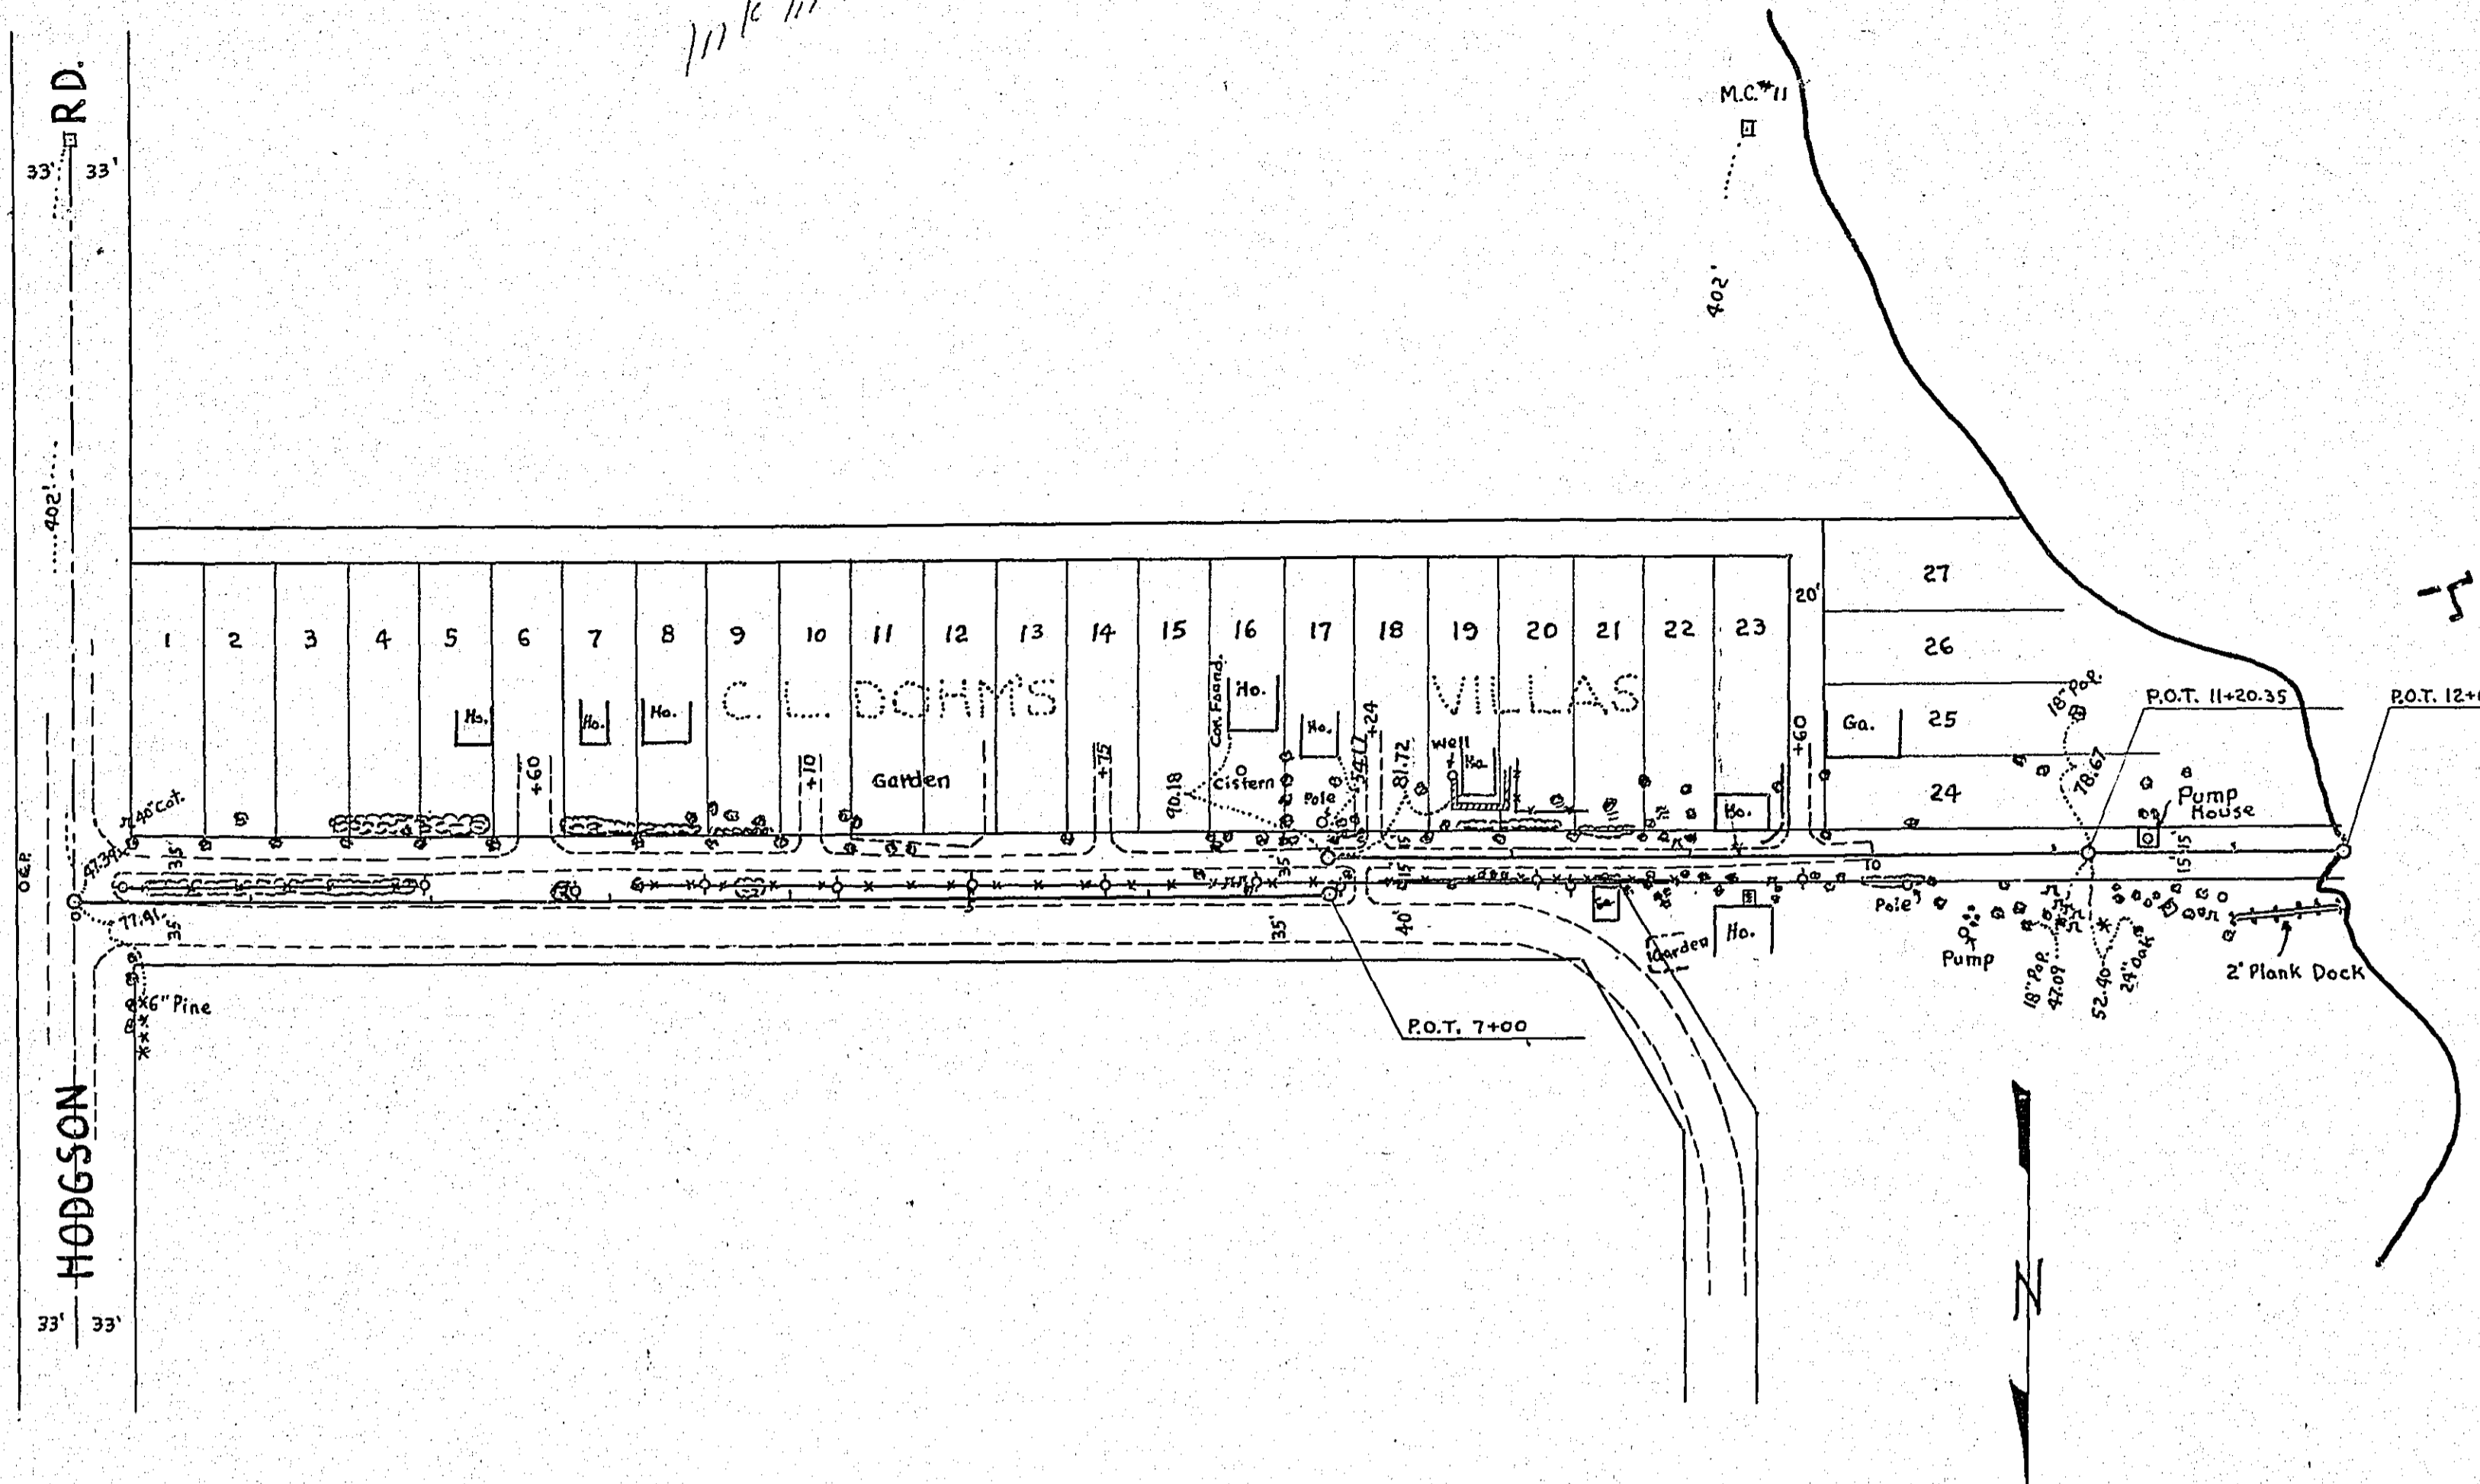 HODGSON RD.
33' 33'
M.C. #11
402'
402'
27
20'
26
1 2 3 4 5 6 7 8 9 10 11 12 13 14 15 16 17 18 19 20 21 22 23
C. L. DOHM'S VILLAS
Con. Found.
Ho.
Ho.
Ho.
Ho.
Ho.
18" Pop.
P.O.T. 11+20.35
25
Ga.
+24
+60
+60
+10
+75
Well
54.17
81.72
78.67
Garden
Cistern
90.18
Pole
24
Pump
House
Ho.
40" Cot.
47.39
35'
35'
15' 15'
15' 15'
10
77.91
35'
35'
40'
Pole
Garden
Ho.
Pump
18" Pop.
47.09
52.40
24" Oak
2" Plank Dock
6" Pine
P.O.T. 7+00
N
33' 33'